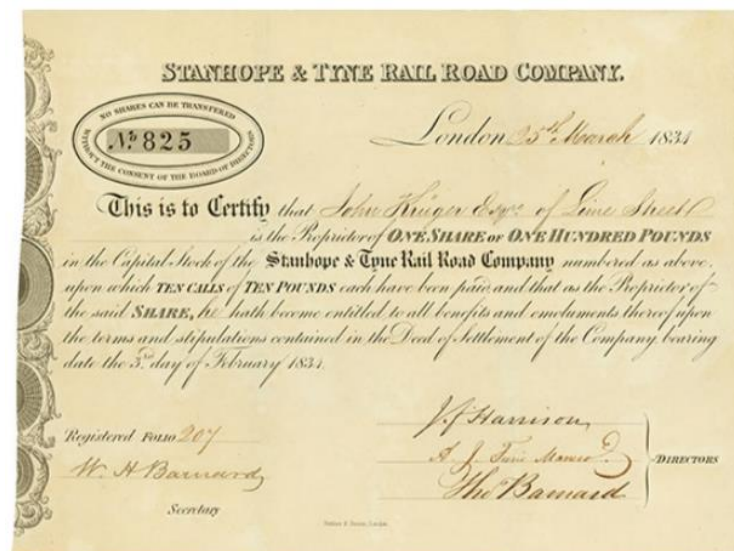 STANHOPE & TYNE RAIL ROAD COMPANY.
NO SHARES CAN BE TRANSFERED
WITHOUT THE CONSENT OF THE BOARD OF DIRECTORS
No. 825
London 25th March 1834
This is to Certify that John Krüger Esqre of Lime Street
is the Proprietor of ONE SHARE OF ONE HUNDRED POUNDS
in the Capital Stock of the Stanhope & Tyne Rail Road Company numbered as above,
upon which TEN CALLS of TEN POUNDS each have been paid and that as the Proprietor of
the said SHARE, he hath become entitled to all benefits and emoluments thereof upon
the terms and stipulations contained in the Deed of Settlement of the Company bearing
date the 3rd day of February 1834.
Registered FOLIO 207
W. H Barnard
Secretary
Harrison
A. J.
Thos Barnard
DIRECTORS
London